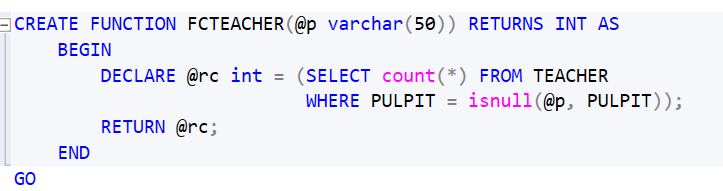 CREATE FUNCTION FCTEACHER(@p varchar(50)) RETURNS INT AS
BEGIN
DECLARE @rc int = (SELECT count(*) FROM TEACHER
WHERE PULPIT = isnull(@p, PULPIT));
RETURN @rc;
END
GO